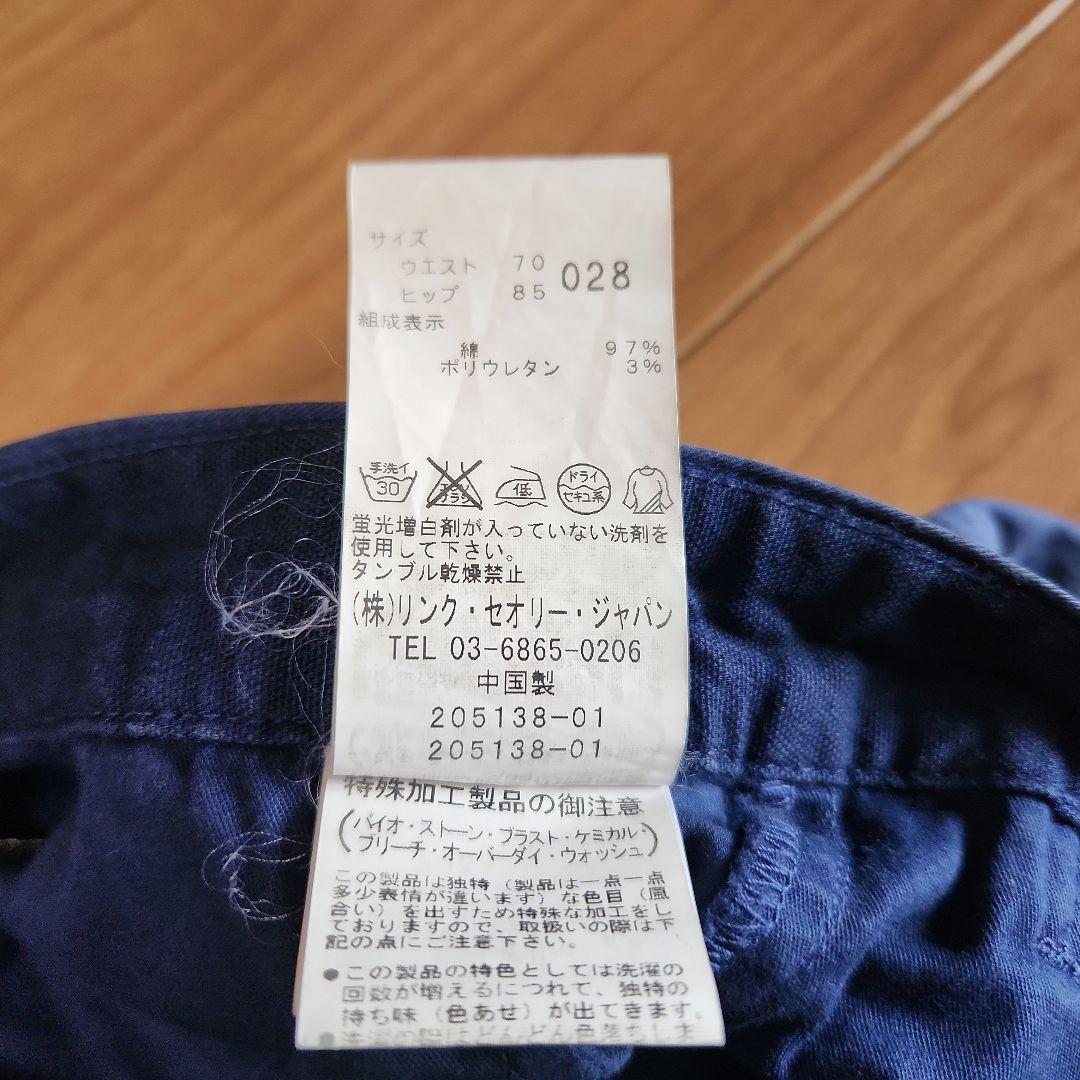 サイズ
ウエスト 70
ヒップ 85 028
組成表示
綿 97%
ポリウレタン 3%
手洗イ 30
エンソ サラシ
低
ドライ セキユ系
蛍光増白剤が入っていない洗剤を
使用して下さい。
タンブル乾燥禁止
(株)リンク・セオリー・ジャパン
TEL 03-6865-0206
中国製
205138-01
205138-01
特殊加工製品の御注意
(バイオ・ストーン・ブラスト・ケミカル・
ブリーチ・オーバーダイ・ウォッシュ)
この製品は独特(製品は一点一点
多少表情が違います)な色目(風
合い)を出すため特殊な加工をし
ておりますので、取扱いの際は下
記の点にご注意下さい。
●この製品の特色としては洗濯の
回数が増えるにつれて、独特の
持ち味(色あせ)が出てきます。